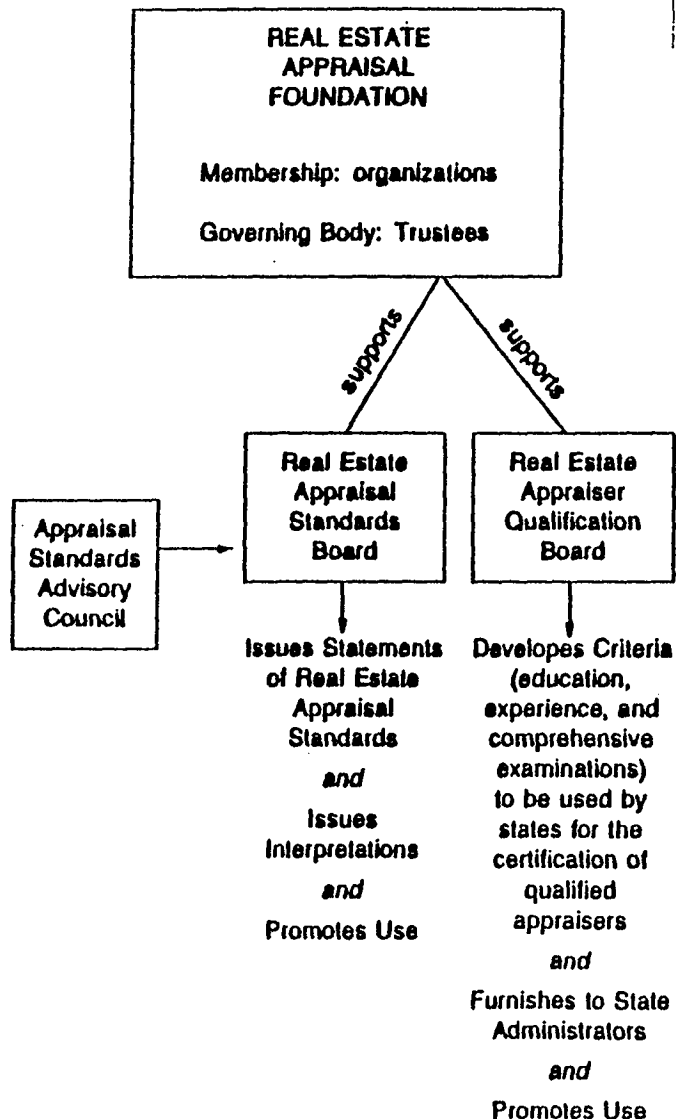 REAL ESTATE
APPRAISAL
FOUNDATION
Membership: organizations
Governing Body: Trustees
supports
supports
Real Estate
Appraisal
Standards
Board
Real Estate
Appraiser
Qualification
Board
Appraisal
Standards
Advisory
Council
Issues Statements
of Real Estate
Appraisal
Standards
and
Issues
Interpretations
and
Promotes Use
Developes Criteria
(education,
experience, and
comprehensive
examinations)
to be used by
states for the
certification of
qualified
appraisers
and
Furnishes to State
Administrators
and
Promotes Use